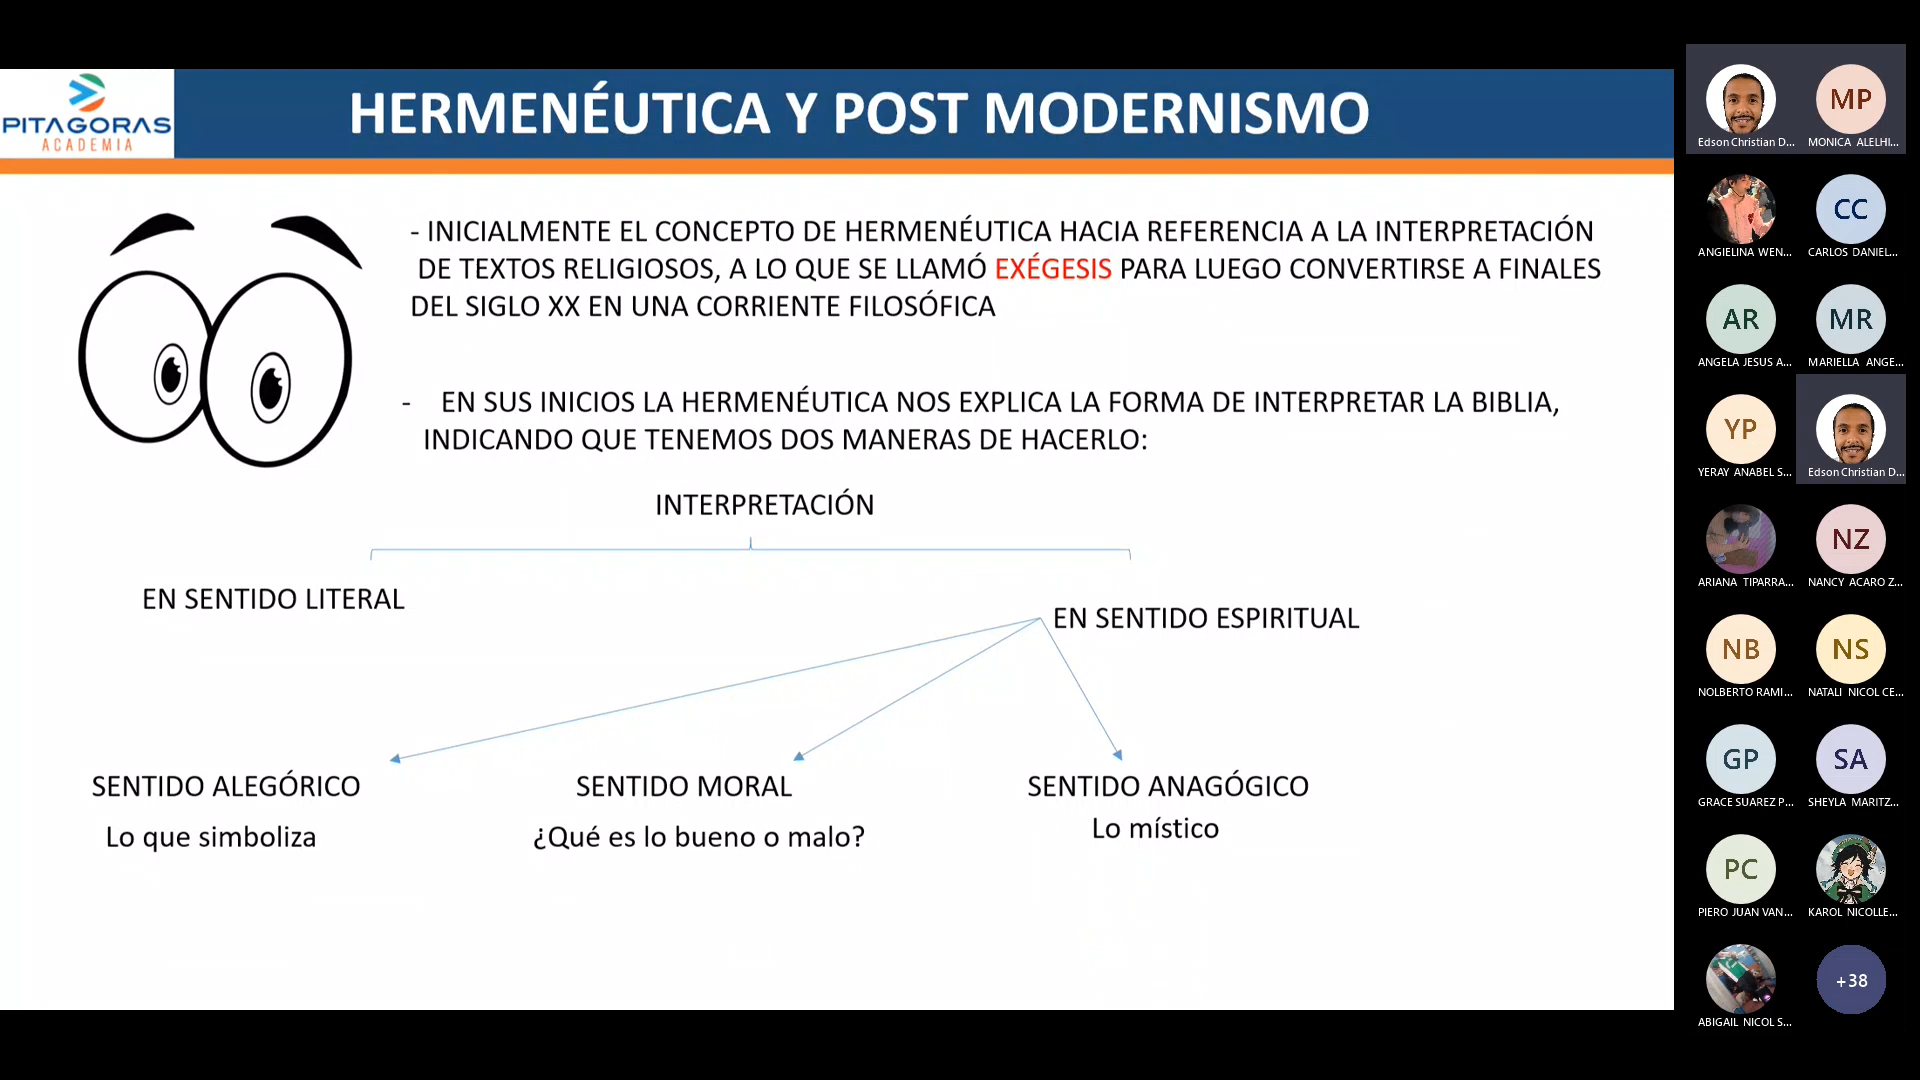 PITAGORAS
ACADEMIA
HERMENÉUTICA Y POST MODERNISMO
- INICIALMENTE EL CONCEPTO DE HERMENÉUTICA HACIA REFERENCIA A LA INTERPRETACIÓN
DE TEXTOS RELIGIOSOS, A LO QUE SE LLAMÓ EXÉGESIS PARA LUEGO CONVERTIRSE A FINALES
DEL SIGLO XX EN UNA CORRIENTE FILOSÓFICA
- EN SUS INICIOS LA HERMENÉUTICA NOS EXPLICA LA FORMA DE INTERPRETAR LA BIBLIA,
INDICANDO QUE TENEMOS DOS MANERAS DE HACERLO:
INTERPRETACIÓN
EN SENTIDO LITERAL
EN SENTIDO ESPIRITUAL
SENTIDO ALEGÓRICO
Lo que simboliza
SENTIDO MORAL
¿Qué es lo bueno o malo?
SENTIDO ANAGÓGICO
Lo místico
Edson Christian D...
MP
MONICA ALELHI...
ANGIELINA WEN...
CC
CARLOS DANIEL...
AR
ANGELA JESUS A...
MR
MARIELLA ANGE...
YP
YERAY ANABEL S...
Edson Christian D...
ARIANA TIPARRA...
NZ
NANCY ACARO Z...
NB
NOLBERTO RAMI...
NS
NATALI NICOL CE...
GP
GRACE SUAREZ P...
SA
SHEYLA MARITZ...
PC
PIERO JUAN VAN...
KAROL NICOLLE...
ABIGAIL NICOL S...
+38